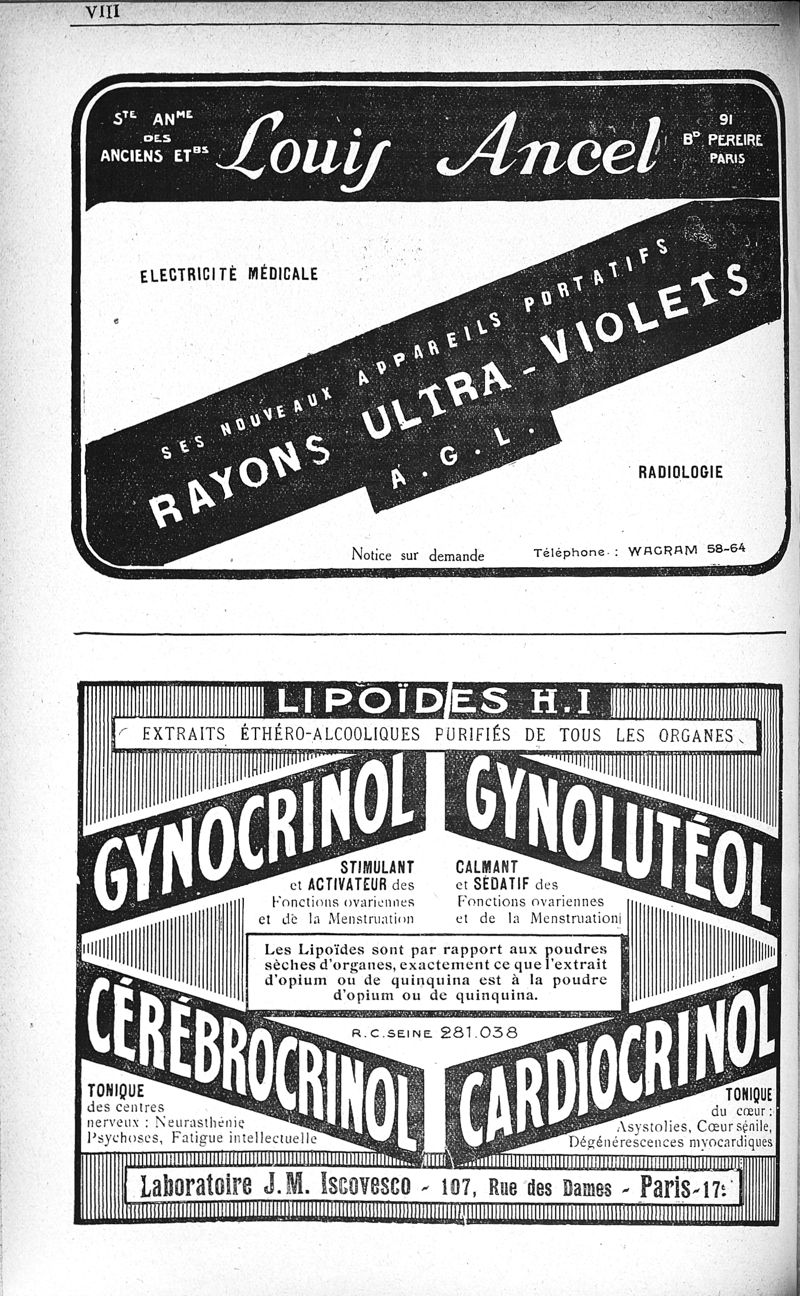 VIII
STE ANME
DES
ANCIENS ETBS
Louis Ancel
91
BD PEREIRE
PARIS
ELECTRICITÉ MÉDICALE
SES NOUVEAUX APPAREILS PORTATIFS
RAYONS ULTRA-VIOLETS
A.G.L.
RADIOLOGIE
Notice sur demande
Téléphone : WAGRAM 58-64
LIPOÏDES H.I
EXTRAITS ÉTHÉRO-ALCOOLIQUES PURIFIÉS DE TOUS LES ORGANES
GYNOCRINOL
GYNOLUTÉOL
STIMULANT
et ACTIVATEUR des
Fonctions ovariennes
et de la Menstruation
CALMANT
et SÉDATIF des
Fonctions ovariennes
et de la Menstruation
Les Lipoïdes sont par rapport aux poudres
sèches d'organes, exactement ce que l'extrait
d'opium ou de quinquina est à la poudre
d'opium ou de quinquina.
R.C. SEINE 281.038
CÉRÉBROCRINOL
CARDIOCRINOL
TONIQUE
des centres
nerveux : Neurasthénie
Psychoses, Fatigue intellectuelle
TONIQUE
du cœur :
Asystolies, Cœur sénile,
Dégénérescences myocardiques
Laboratoire J.M. Iscovesco - 107, Rue des Dames - Paris-17e